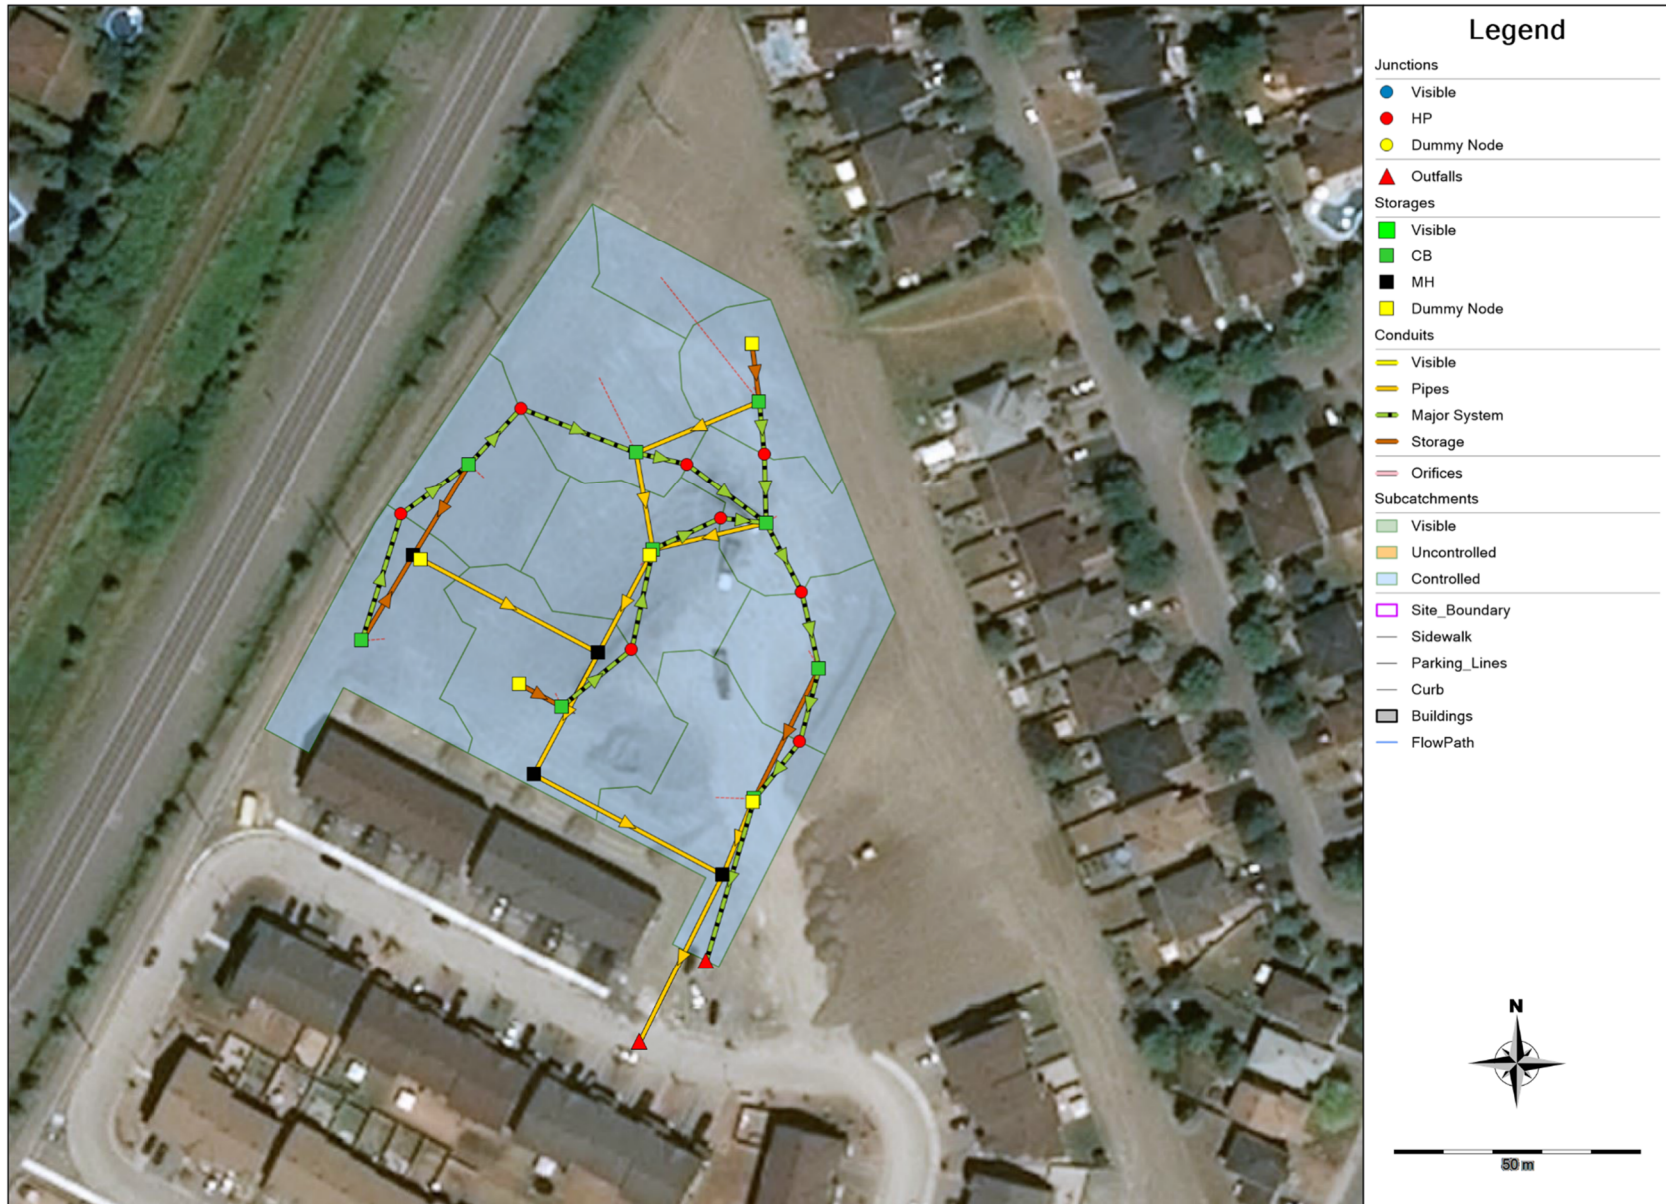 Legend
Junctions
Visible
HP
Dummy Node
Outfalls
Storages
Visible
CB
MH
Dummy Node
Conduits
Visible
Pipes
Major System
Storage
Orifices
Subcatchments
Visible
Uncontrolled
Controlled
Site_Boundary
Sidewalk
Parking_Lines
Curb
Buildings
FlowPath
N
50 m